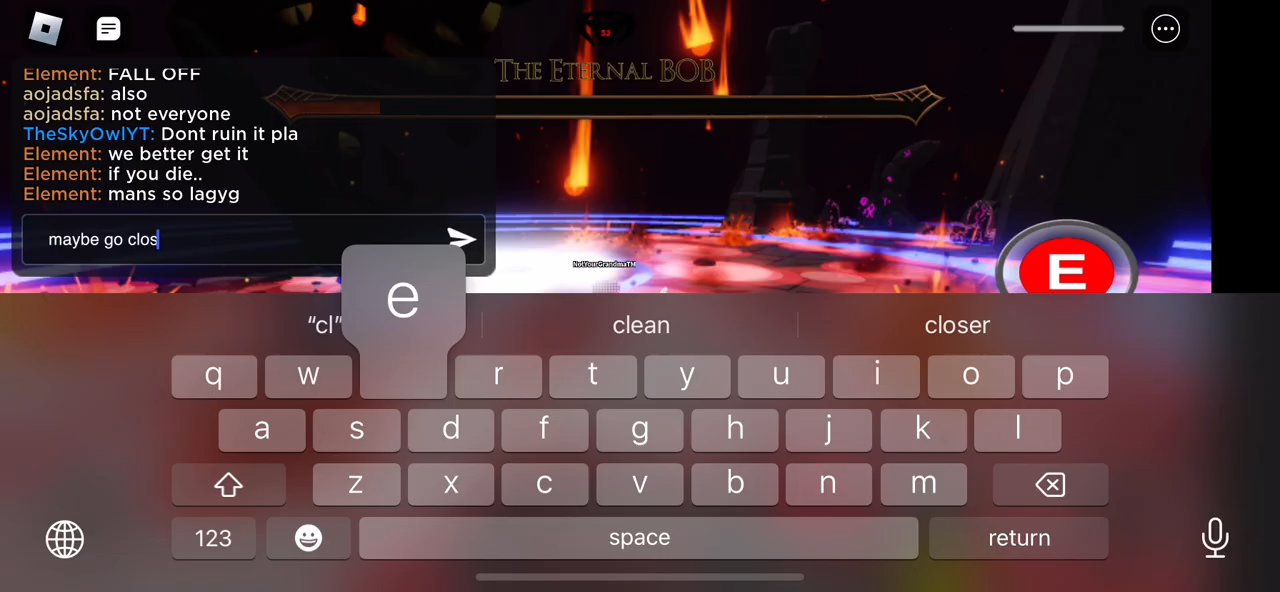 SJ
THE ETERNAL BOB
Element: FALL OFF
aojadsfa: also
aojadsfa: not everyone
TheSkyOwlYT: Dont ruin it pla
Element: we better get it
Element: if you die..
Element: mans so lagyg
maybe go clos
NotYourGrandmaTM
E
e
“cl” clean closer
q w r t y u i o p
a s d f g h j k l
z x c v b n m
123 space return